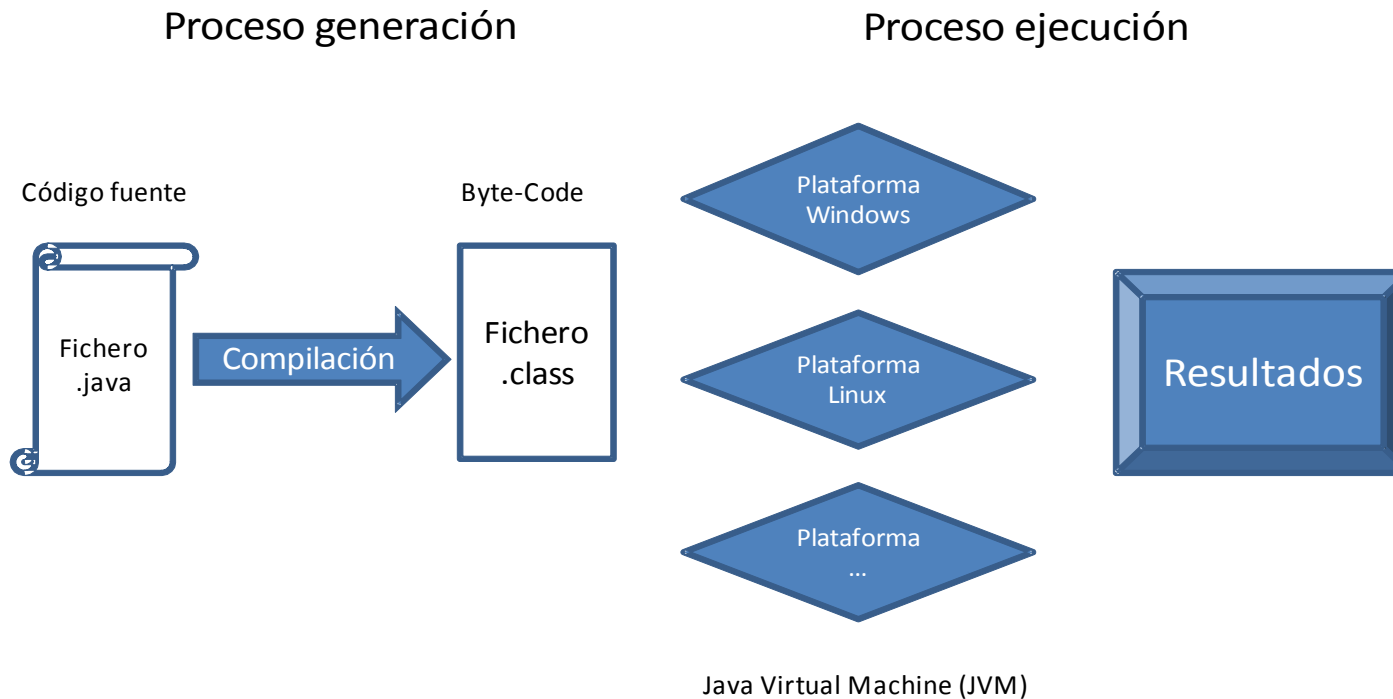 Proceso generación
Proceso ejecución
Código fuente
Byte-Code
Fichero
.java
Compilación
Fichero
.class
Plataforma
Windows
Plataforma
Linux
Plataforma
...
Resultados
Java Virtual Machine (JVM)